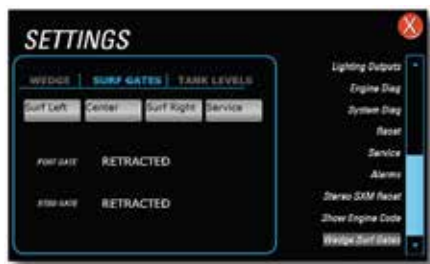 SETTINGS
WEDGE | SURF GATES | TANK LEVELS
Surf Left Center Surf Right Service
PORT GATE RETRACTED
STBD GATE RETRACTED
Lighting Outputs
Engine Diag
System Diag
Reset
Service
Alarms
Stereo SXM Reset
Show Engine Code
Wedge Surf Gates